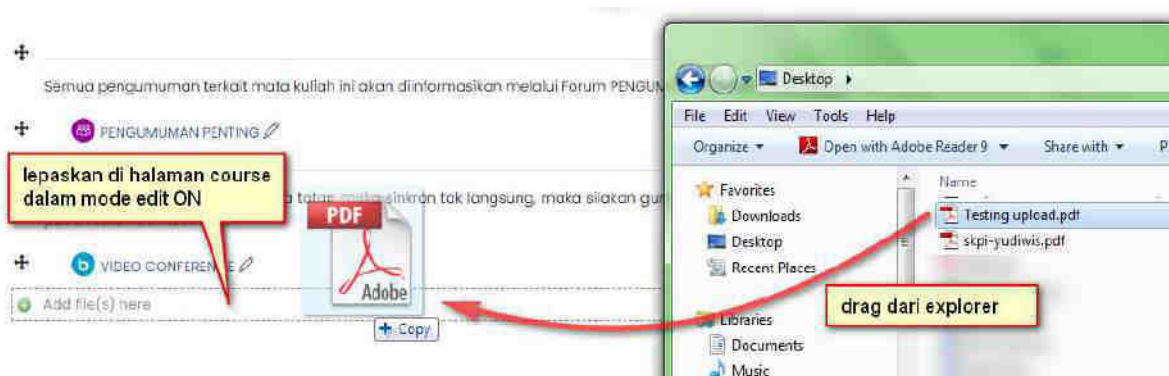 Semua pengumuman terkait mata kuliah ini akan diinformasikan melalui Forum PENGUM
PENGUMUMAN PENTING
lepaskan di halaman course
dalam mode edit ON
sinkron tak langsung, maka silakan gu
VIDEO CONFERENCE
Add file(s) here
PDF
Adobe
Copy
Desktop
File Edit View Tools Help
Organize Open with Adobe Reader 9 Share with P
Favorites
Downloads
Desktop
Recent Places
Libraries
Documents
Music
Name
Testing upload.pdf
skpi-yudiwis.pdf
drag dari explorer